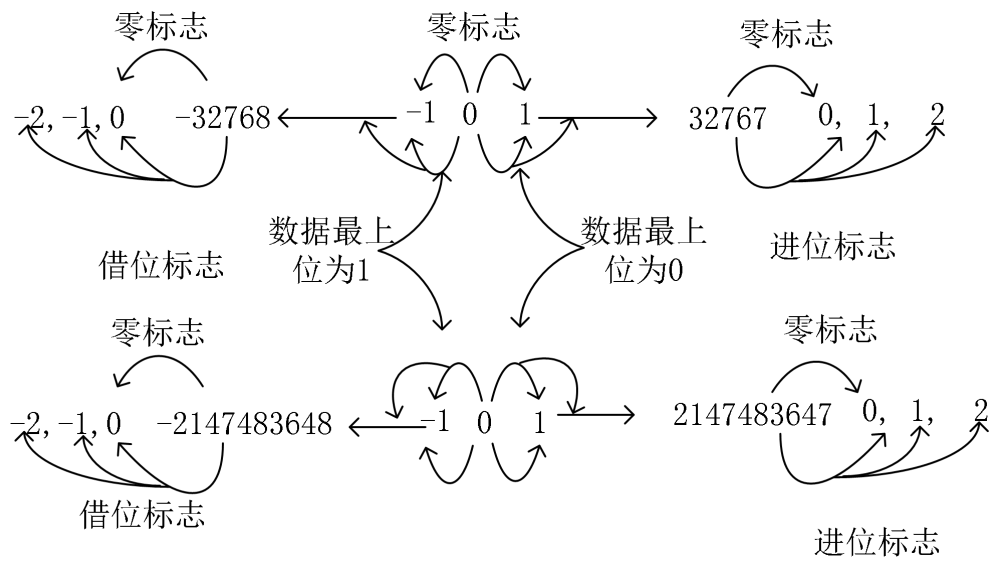 零标志 零标志 零标志
-2,-1,0 -32768 -1 0 1 32767 0, 1, 2
数据最上 数据最上
借位标志 位为1 位为0 进位标志
零标志 零标志
-2,-1,0 -2147483648 -1 0 1 2147483647 0, 1, 2
借位标志 进位标志